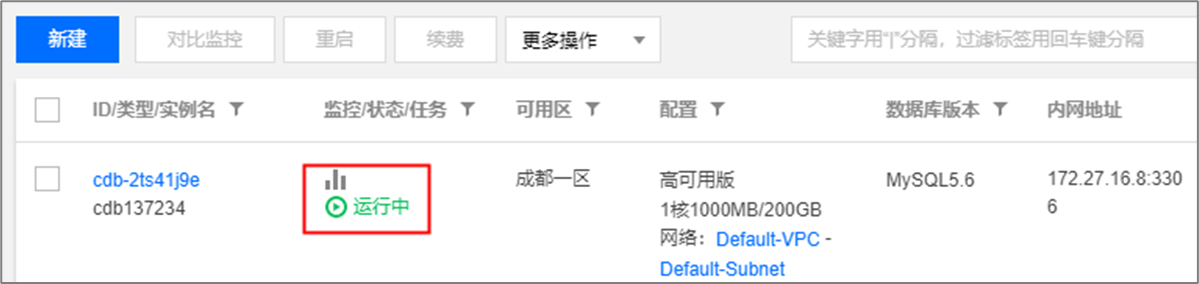 新建 对比监控 重启 续费 更多操作 关键字用"|"分隔，过滤标签用回车键分隔
ID/类型/实例名 监控/状态/任务 可用区 配置 数据库版本 内网地址
cdb-2ts41j9e 成都一区 高可用版 MySQL5.6 172.27.16.8:330
cdb137234 运行中 1核1000MB/200GB 6
网络：Default-VPC -
Default-Subnet